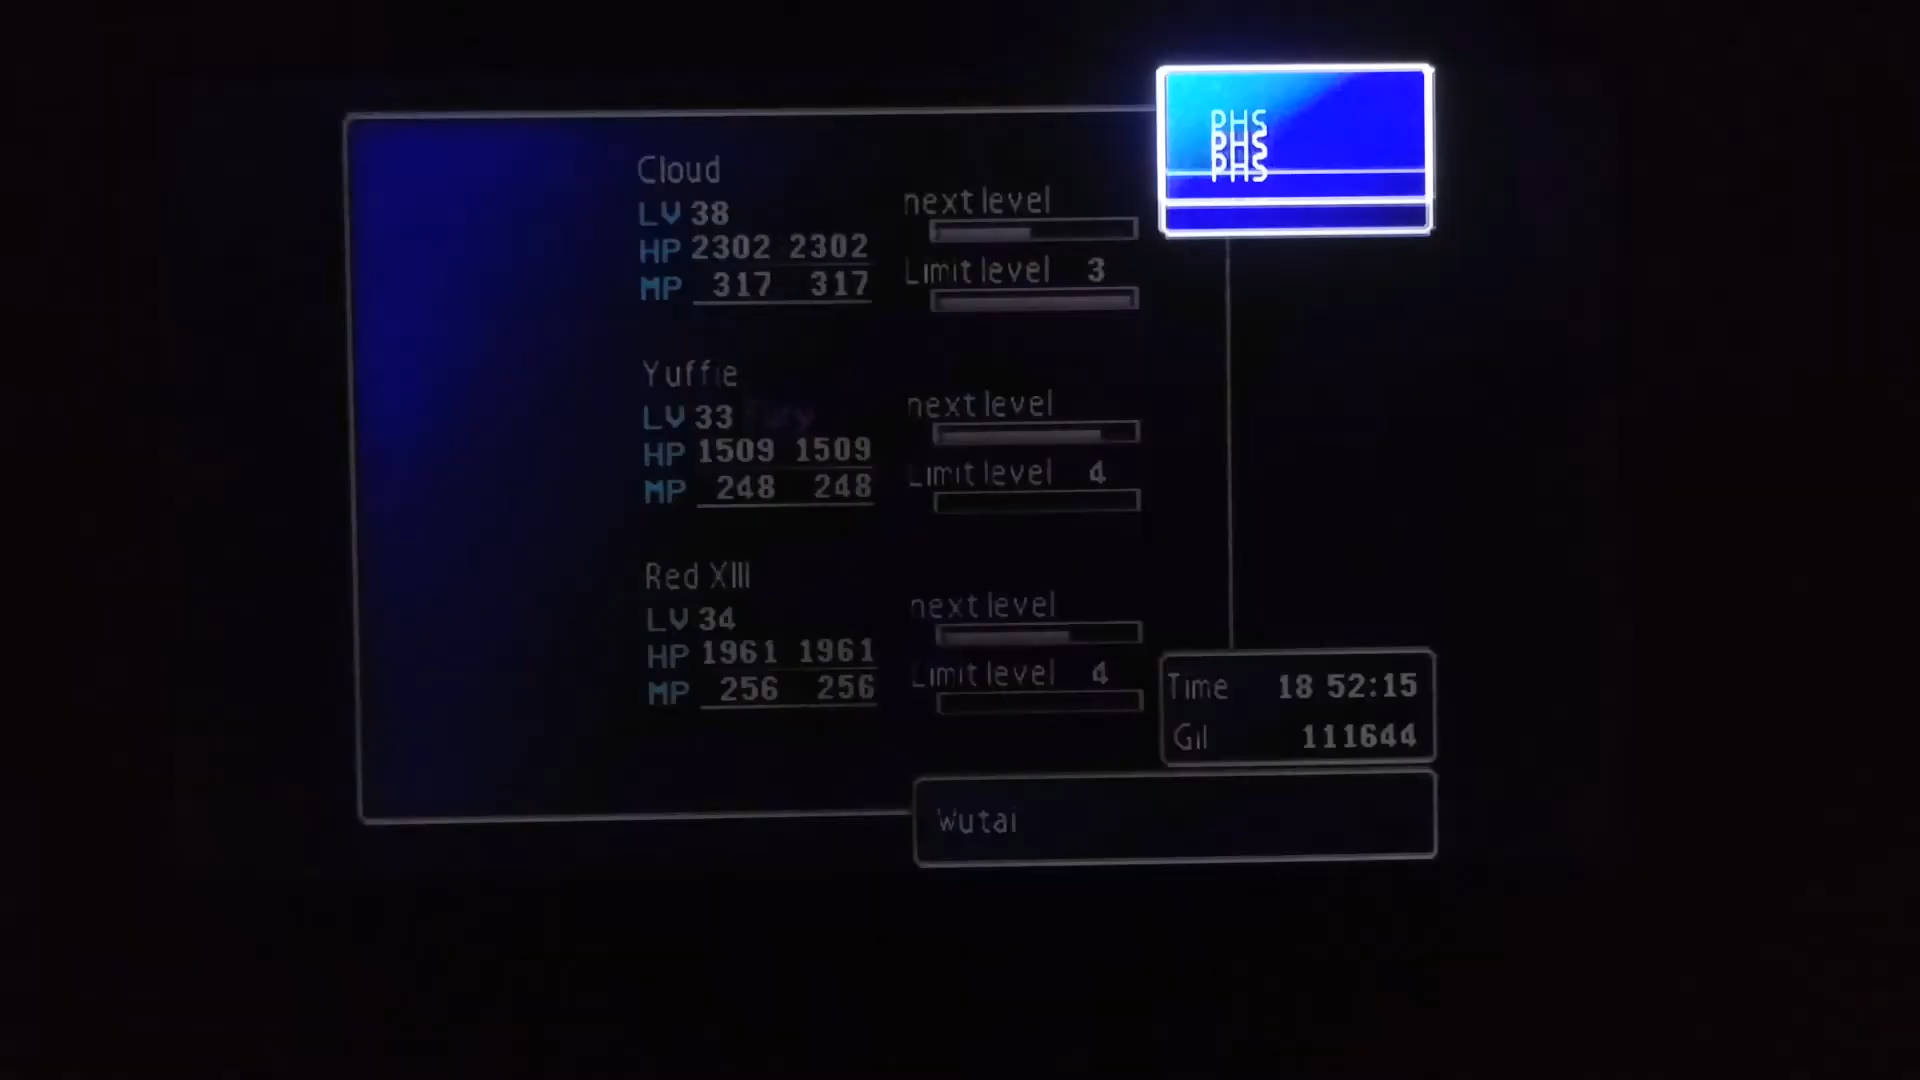 PHS
PHS
PHS
Cloud
LV 38
HP 2302 2302
MP 317 317
next level
Limit level 3
Yuffie
LV 33 Fury
HP 1509 1509
MP 248 248
next level
Limit level 4
Red XIII
LV 34
HP 1961 1961
MP 256 256
next level
Limit level 4
Time 18 52:15
Gil 111644
Wutai